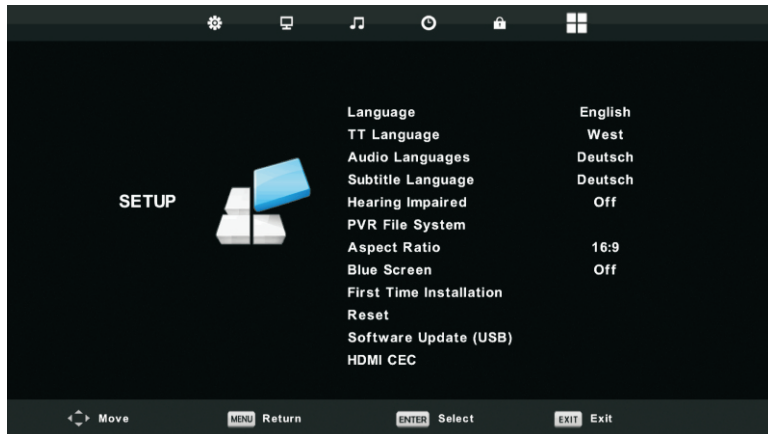 Language English
TT Language West
Audio Languages Deutsch
Subtitle Language Deutsch
SETUP
Hearing Impaired Off
PVR File System
Aspect Ratio 16:9
Blue Screen Off
First Time Installation
Reset
Software Update (USB)
HDMI CEC
Move MENU Return ENTER Select EXIT Exit